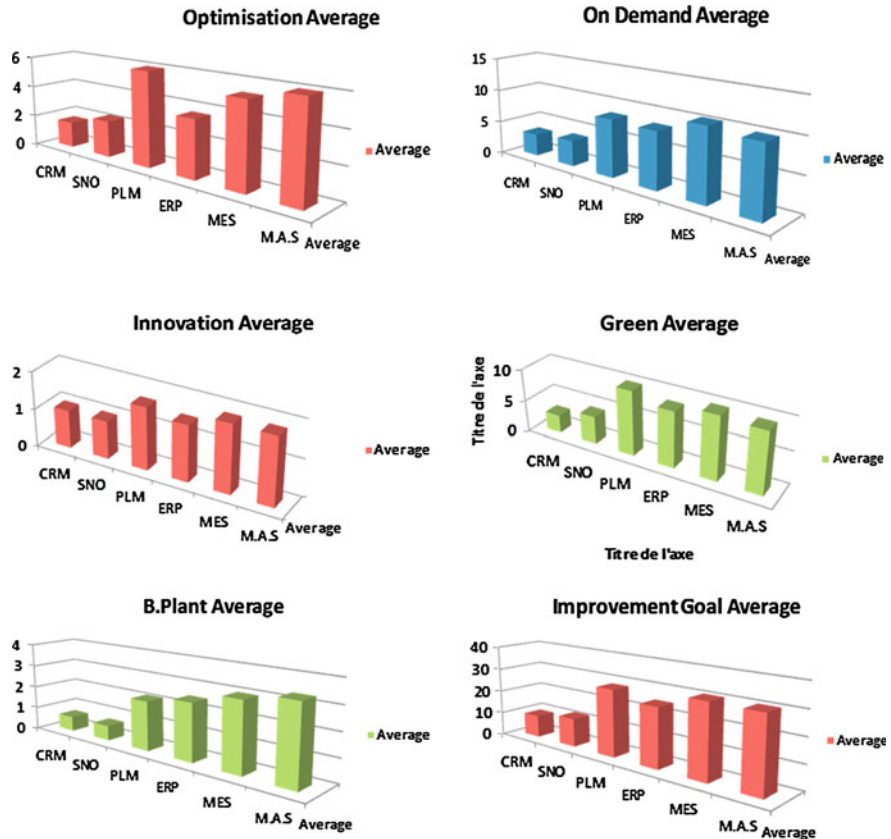 Optimisation Average
6
4
2
0
CRM
SNO
PLM
ERP
MES
M.A.S
Average
Average
On Demand Average
15
10
5
0
CRM
SNO
PLM
ERP
MES
M.A.S
Average
Average
Innovation Average
2
1
0
CRM
SNO
PLM
ERP
MES
M.A.S
Average
Average
Green Average
Titre de l'axe
10
5
0
CRM
SNO
PLM
ERP
MES
M.A.S
Average
Titre de l'axe
B.Plant Average
4
3
2
1
0
CRM
SNO
PLM
ERP
MES
M.A.S
Average
Average
Improvement Goal Average
40
30
20
10
0
CRM
SNO
PLM
ERP
MES
M.A.S
Average
Average